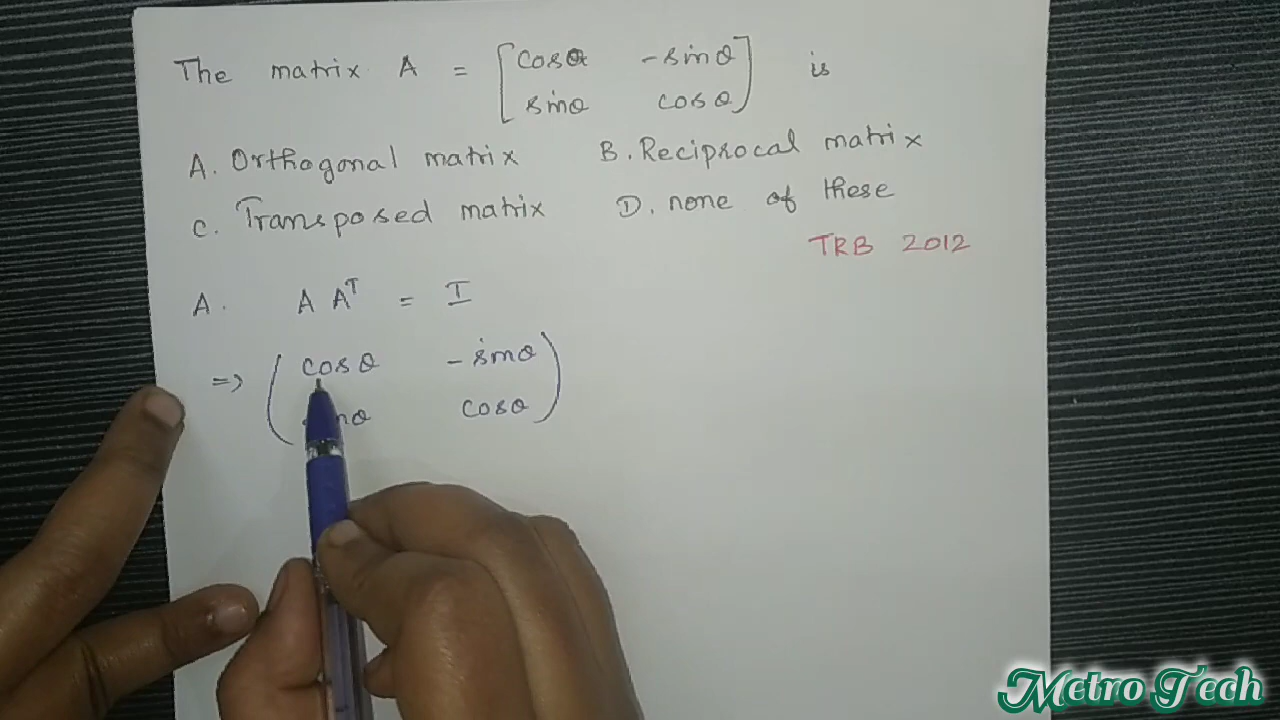 The matrix A = [cosθ -sinθ] is
[sinθ cosθ]
A. Orthogonal matrix B. Reciprocal matrix
C. Transposed matrix D. none of these
TRB 2012
A. A Aᵀ = I
=> (cosθ -sinθ)
θ cosθ
Metro Tech